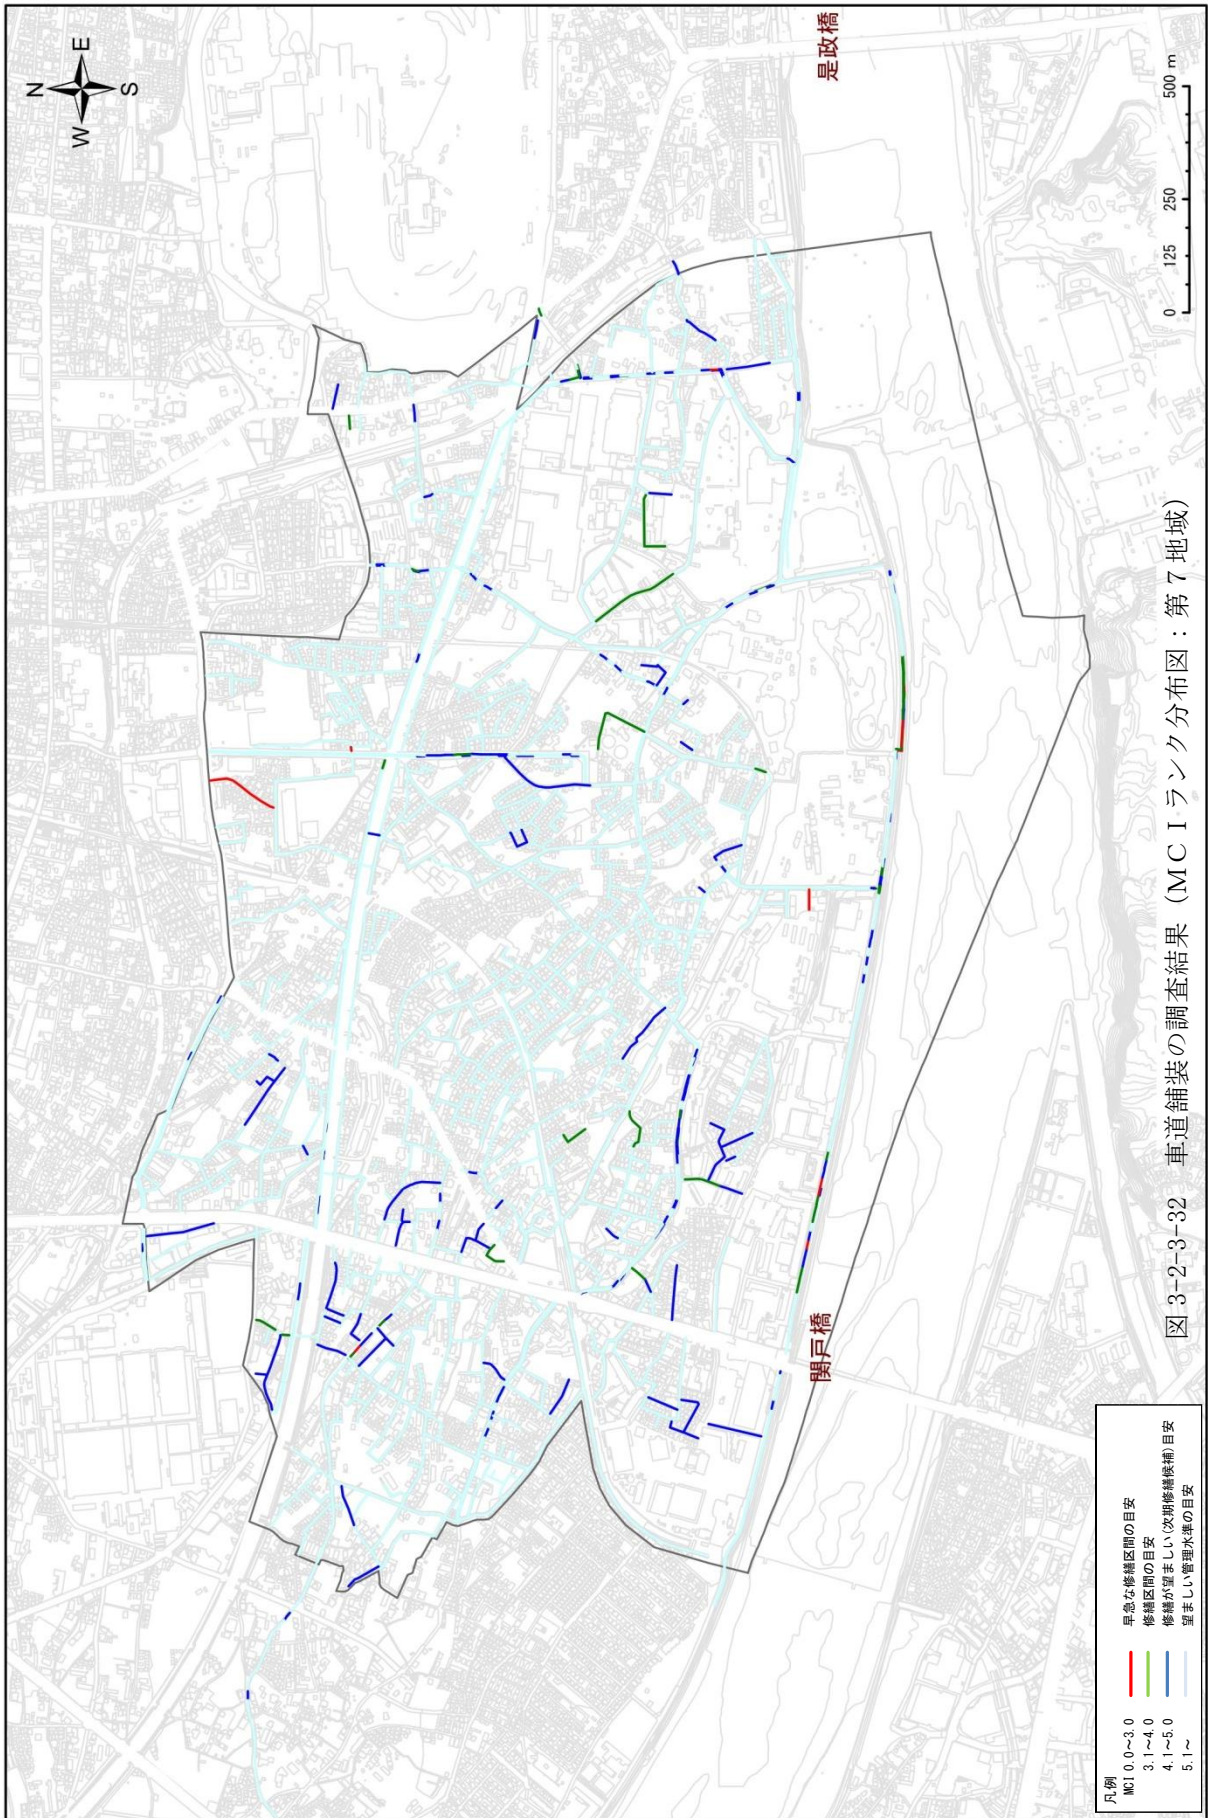 N
E
S
W
是政橋
関戸橋
0 125 250 500 m
図 3-2-3-32 車道舗装の調査結果（ＭＣＩランク分布図：第７地域）
凡例
MCI 0.0~3.0 早急な修繕区間の目安
3.1~4.0 修繕区間の目安
4.1~5.0 修繕が望ましい(次期修繕候補)目安
5.1~ 望ましい管理水準の目安